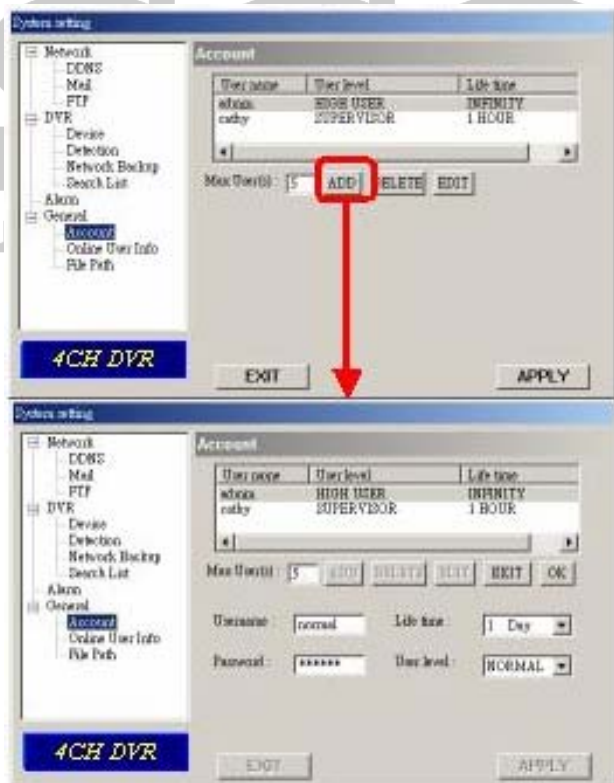 System setting
Network
DDNS
Mail
FTP
DVR
Device
Detection
Network Backup
Search List
Alarm
General
Account
Online User Info
File Path
4CH DVR
Account
User name User level Life time
admin HIGH USER INFINITY
cathy SUPERVISOR 1 HOUR
Max User(s) : 5 ADD DELETE EDIT
EXIT APPLY
System setting
Network
DDNS
Mail
FTP
DVR
Device
Detection
Network Backup
Search List
Alarm
General
Account
Online User Info
File Path
4CH DVR
Account
User name User level Life time
admin HIGH USER INFINITY
cathy SUPERVISOR 1 HOUR
Max User(s) : 5 ADD DELETE EDIT EXIT OK
Username : normal Life time : 1 Day
Password : ****** User level : NORMAL
EXIT APPLY